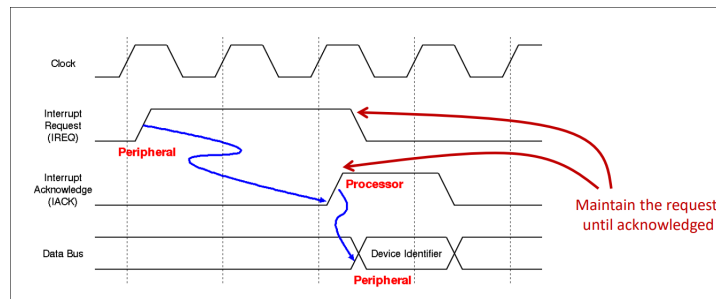 Clock
Interrupt
Request
(IREQ)
Peripheral
Interrupt
Acknowledge
(IACK)
Processor
Maintain the request
until acknowledged
Data Bus
Device Identifier
Peripheral